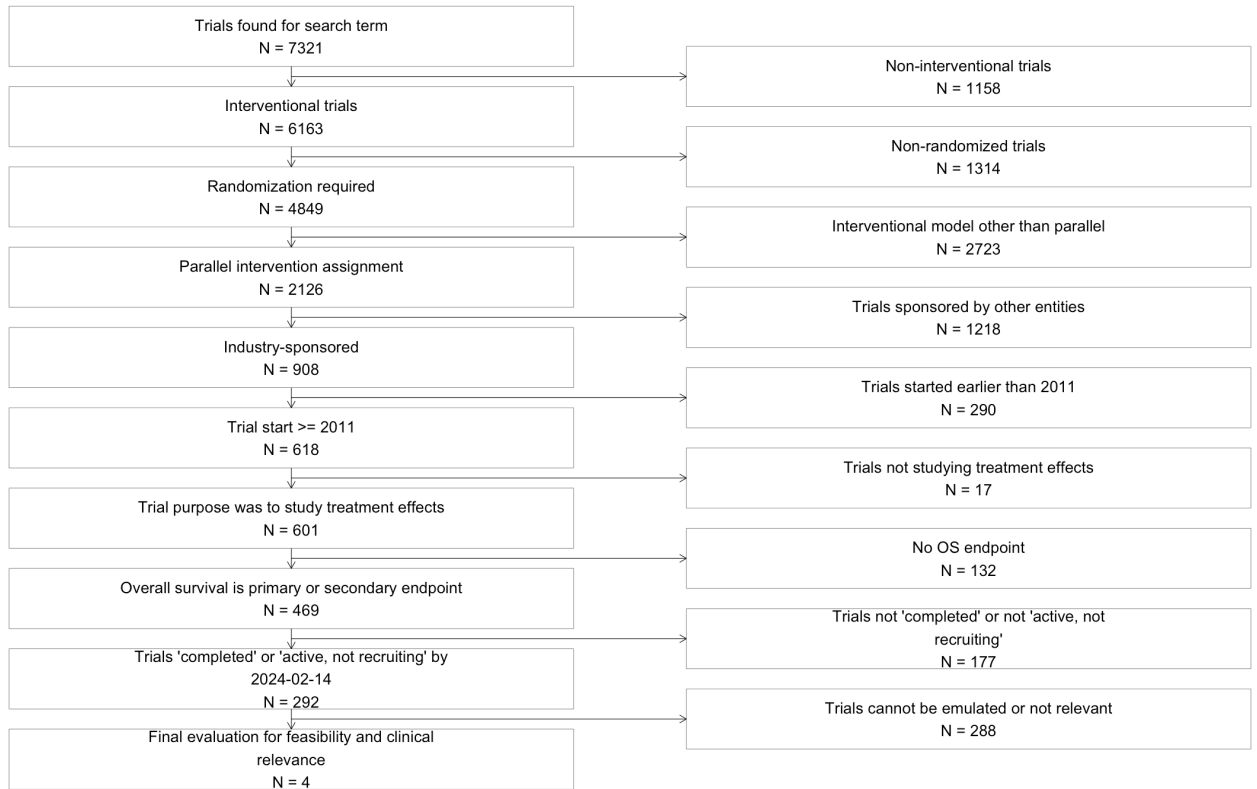 Trials found for search term
N = 7321
Non-interventional trials
N = 1158
Interventional trials
N = 6163
Non-randomized trials
N = 1314
Randomization required
N = 4849
Interventional model other than parallel
N = 2723
Parallel intervention assignment
N = 2126
Trials sponsored by other entities
N = 1218
Industry-sponsored
N = 908
Trials started earlier than 2011
N = 290
Trial start >= 2011
N = 618
Trials not studying treatment effects
N = 17
Trial purpose was to study treatment effects
N = 601
No OS endpoint
N = 132
Overall survival is primary or secondary endpoint
N = 469
Trials not 'completed' or not 'active, not
recruiting'
N = 177
Trials 'completed' or 'active, not recruiting' by
2024-02-14
N = 292
Trials cannot be emulated or not relevant
N = 288
Final evaluation for feasibility and clinical
relevance
N = 4